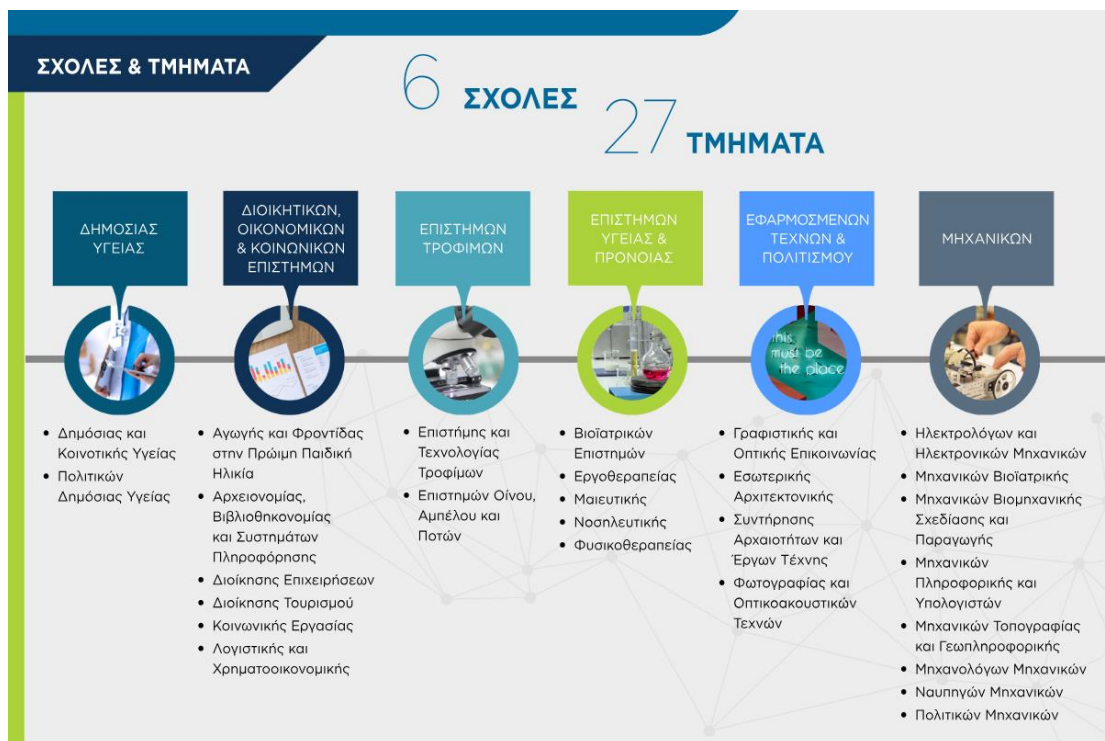 ΣΧΟΛΕΣ & ΤΜΗΜΑΤΑ
6 ΣΧΟΛΕΣ
27 ΤΜΗΜΑΤΑ
ΔΗΜΟΣΙΑΣ
ΥΓΕΙΑΣ
ΔΙΟΙΚΗΤΙΚΩΝ,
ΟΙΚΟΝΟΜΙΚΩΝ
& ΚΟΙΝΩΝΙΚΩΝ
ΕΠΙΣΤΗΜΩΝ
ΕΠΙΣΤΗΜΩΝ
ΤΡΟΦΙΜΩΝ
ΕΠΙΣΤΗΜΩΝ
ΥΓΕΙΑΣ &
ΠΡΟΝΟΙΑΣ
ΕΦΑΡΜΟΣΜΕΝΩΝ
ΤΕΧΝΩΝ &
ΠΟΛΙΤΙΣΜΟΥ
ΜΗΧΑΝΙΚΩΝ
this
must be
the place
• Δημόσιας και
Κοινοτικής Υγείας
• Πολιτικών
Δημόσιας Υγείας
• Αγωγής και Φροντίδας
στην Πρώιμη Παιδική
Ηλικία
• Αρχειονομίας,
Βιβλιοθηκονομίας
και Συστημάτων
Πληροφόρησης
• Διοίκησης Επιχειρήσεων
• Διοίκησης Τουρισμού
• Κοινωνικής Εργασίας
• Λογιστικής και
Χρηματοοικονομικής
• Επιστήμης και
Τεχνολογίας
Τροφίμων
• Επιστημών Οίνου,
Αμπέλου και
Ποτών
• Βιοϊατρικών
Επιστημών
• Εργοθεραπείας
• Μαιευτικής
• Νοσηλευτικής
• Φυσικοθεραπείας
• Γραφιστικής και
Οπτικής Επικοινωνίας
• Εσωτερικής
Αρχιτεκτονικής
• Συντήρησης
Αρχαιοτήτων και
Έργων Τέχνης
• Φωτογραφίας και
Οπτικοακουστικών
Τεχνών
• Ηλεκτρολόγων και
Ηλεκτρονικών Μηχανικών
• Μηχανικών Βιοϊατρικής
• Μηχανικών Βιομηχανικής
Σχεδίασης και
Παραγωγής
• Μηχανικών
Πληροφορικής και
Υπολογιστών
• Μηχανικών Τοπογραφίας
και Γεωπληροφορικής
• Μηχανολόγων Μηχανικών
• Ναυπηγών Μηχανικών
• Πολιτικών Μηχανικών